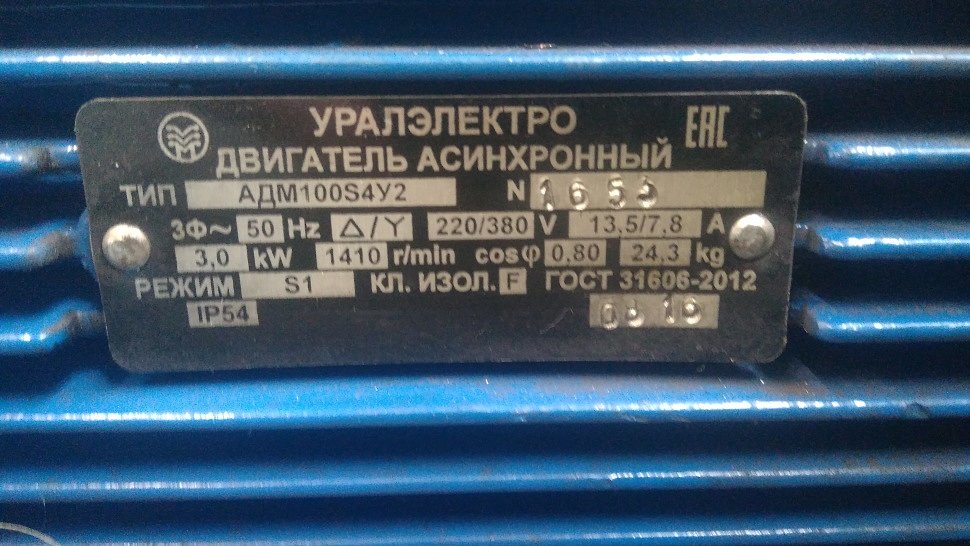 УРАЛЭЛЕКТРО EAC
ДВИГАТЕЛЬ АСИНХРОННЫЙ
ТИП АДМ100S4У2 N
3Ф~ 50 Hz Δ/Y 220/380 V 13,5/7,8 A
3,0 kW 1410 r/min cosφ 0,80 24,3 kg
РЕЖИМ S1 КЛ. ИЗОЛ. F ГОСТ 31606-2012
IP54